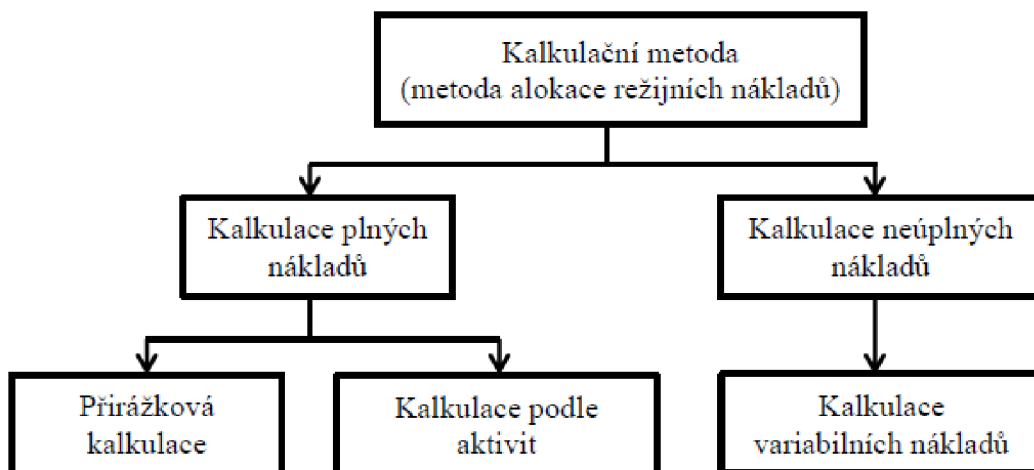 Kalkulační metoda
(metoda alokace režijních nákladů)
Kalkulace plných
nákladů
Kalkulace neúplných
nákladů
Přirážková
kalkulace
Kalkulace podle
aktivit
Kalkulace
variabilních nákladů